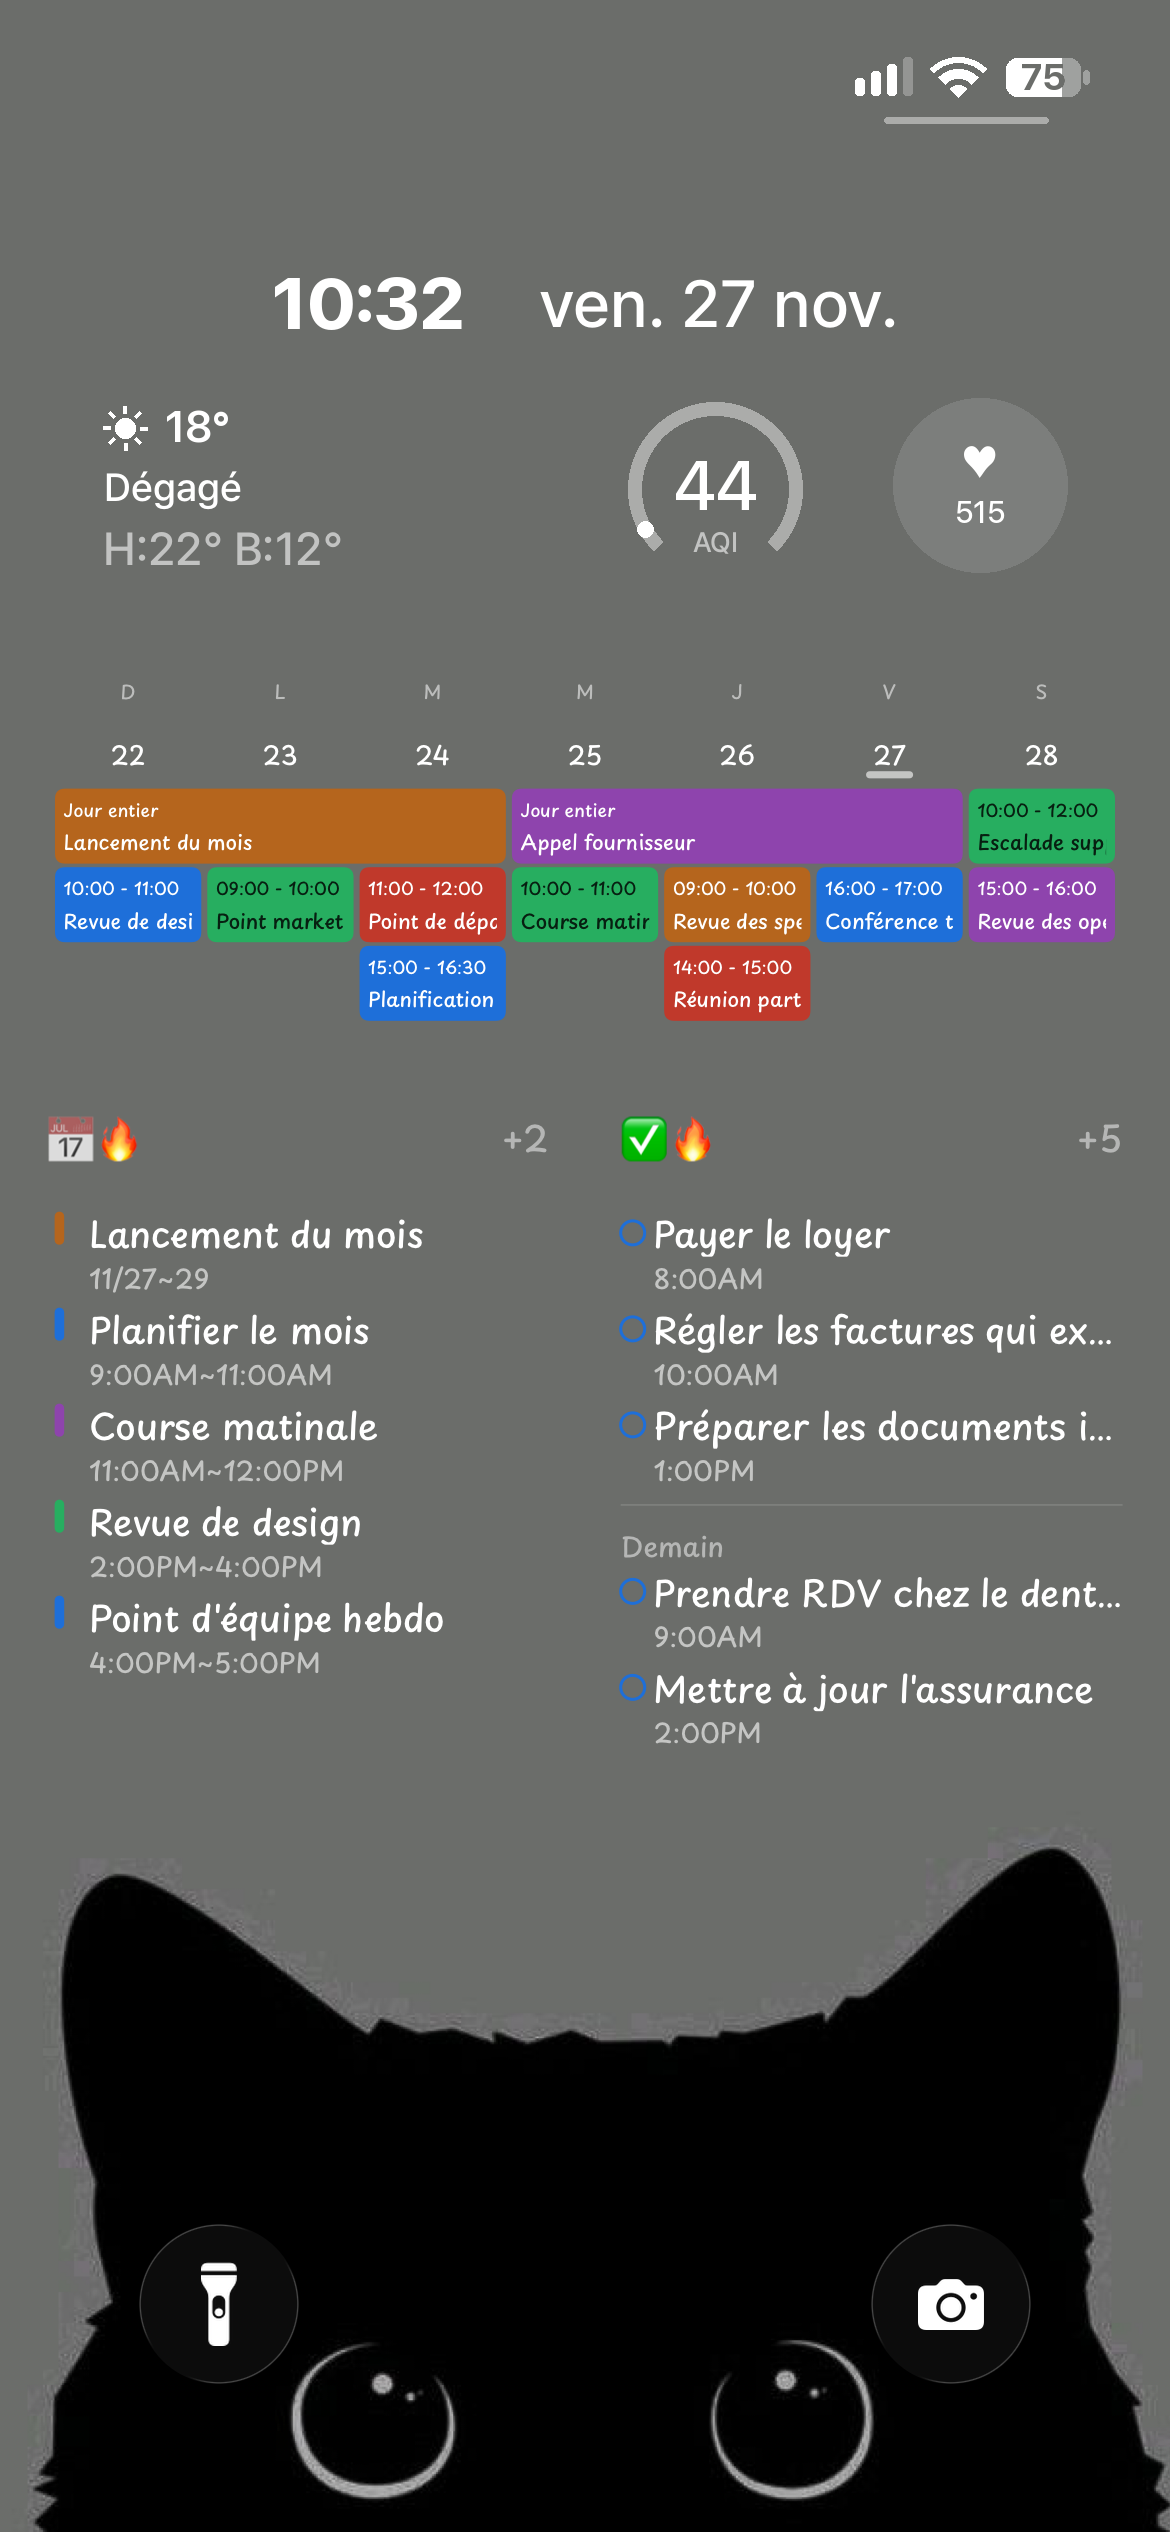 75
10:32 ven. 27 nov.
18°
Dégagé
H:22° B:12°
44
AQI
515
D L M M J V S
22 23 24 25 26 27 28
Jour entier
Lancement du mois
Jour entier
Appel fournisseur
10:00 - 12:00
Escalade sup
10:00 - 11:00
Revue de desi
09:00 - 10:00
Point market
11:00 - 12:00
Point de dépa
10:00 - 11:00
Course matir
09:00 - 10:00
Revue des spe
16:00 - 17:00
Conférence t
15:00 - 16:00
Revue des ope
15:00 - 16:30
Planification
14:00 - 15:00
Réunion part
JUL
17
+2
Lancement du mois
11/27~29
Planifier le mois
9:00AM~11:00AM
Course matinale
11:00AM~12:00PM
Revue de design
2:00PM~4:00PM
Point d'équipe hebdo
4:00PM~5:00PM
+5
Payer le loyer
8:00AM
Régler les factures qui ex...
10:00AM
Préparer les documents i...
1:00PM
Demain
Prendre RDV chez le dent...
9:00AM
Mettre à jour l'assurance
2:00PM